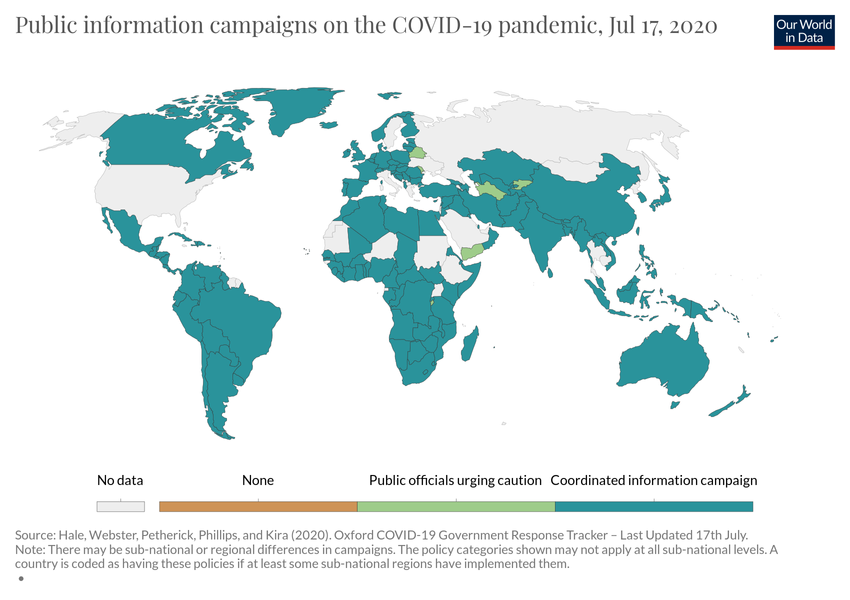 Public information campaigns on the COVID-19 pandemic, Jul 17, 2020
Our World
in Data
No data
None
Public officials urging caution
Coordinated information campaign
Source: Hale, Webster, Petherick, Phillips, and Kira (2020). Oxford COVID-19 Government Response Tracker – Last Updated 17th July.
Note: There may be sub-national or regional differences in campaigns. The policy categories shown may not apply at all sub-national levels. A
country is coded as having these policies if at least some sub-national regions have implemented them.